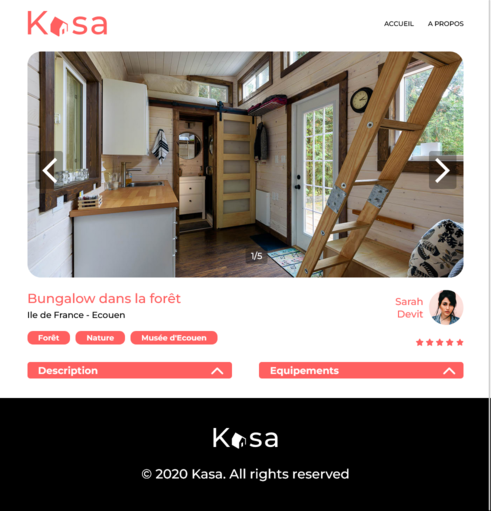 Kasa
ACCUEIL A PROPOS
1/5
Bungalow dans la forêt
Ile de France - Ecouen
Sarah
Devit
Forêt Nature Musée d'Ecouen
Description Equipements
Kasa
© 2020 Kasa. All rights reserved